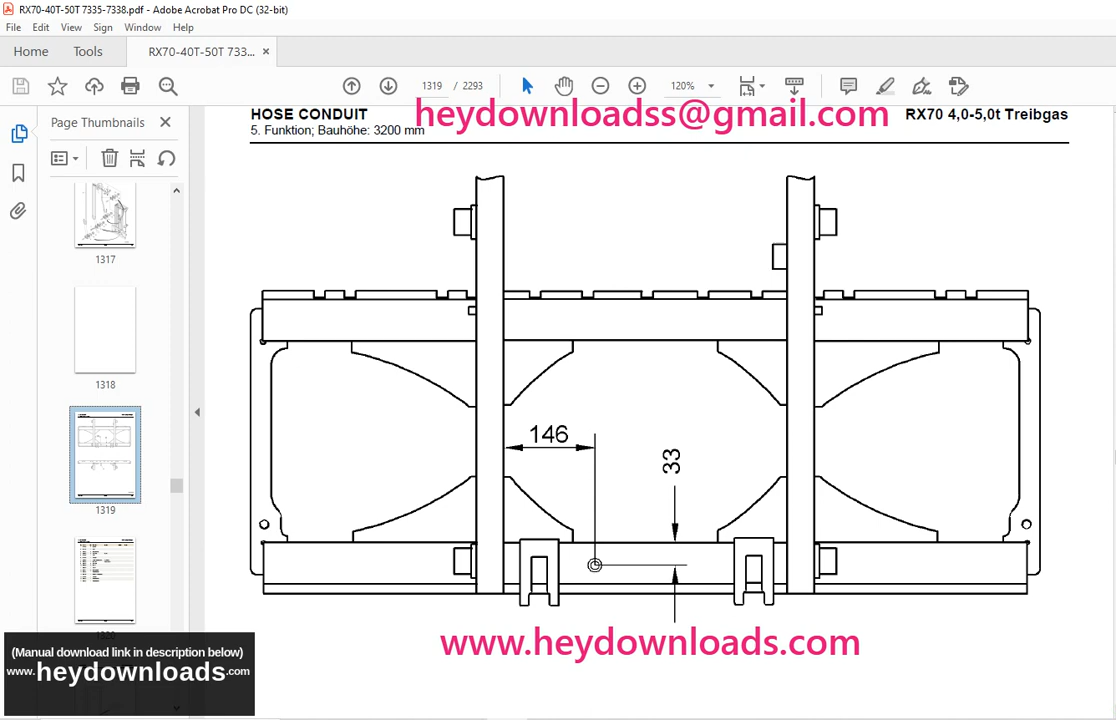 RX70-40T-50T 7335-7338.pdf - Adobe Acrobat Pro DC (32-bit)
File Edit View Sign Window Help
Home Tools RX70-40T-50T 733... ×
1319 / 2293 120%
Page Thumbnails
1317
1318
1319
HOSE CONDUIT
5. Funktion; Bauhöhe: 3200 mm
heydownloadss@gmail.com
RX70 4,0-5,0t Treibgas
146
33
www.heydownloads.com
(Manual download link in description below)
www.heydownloads.com